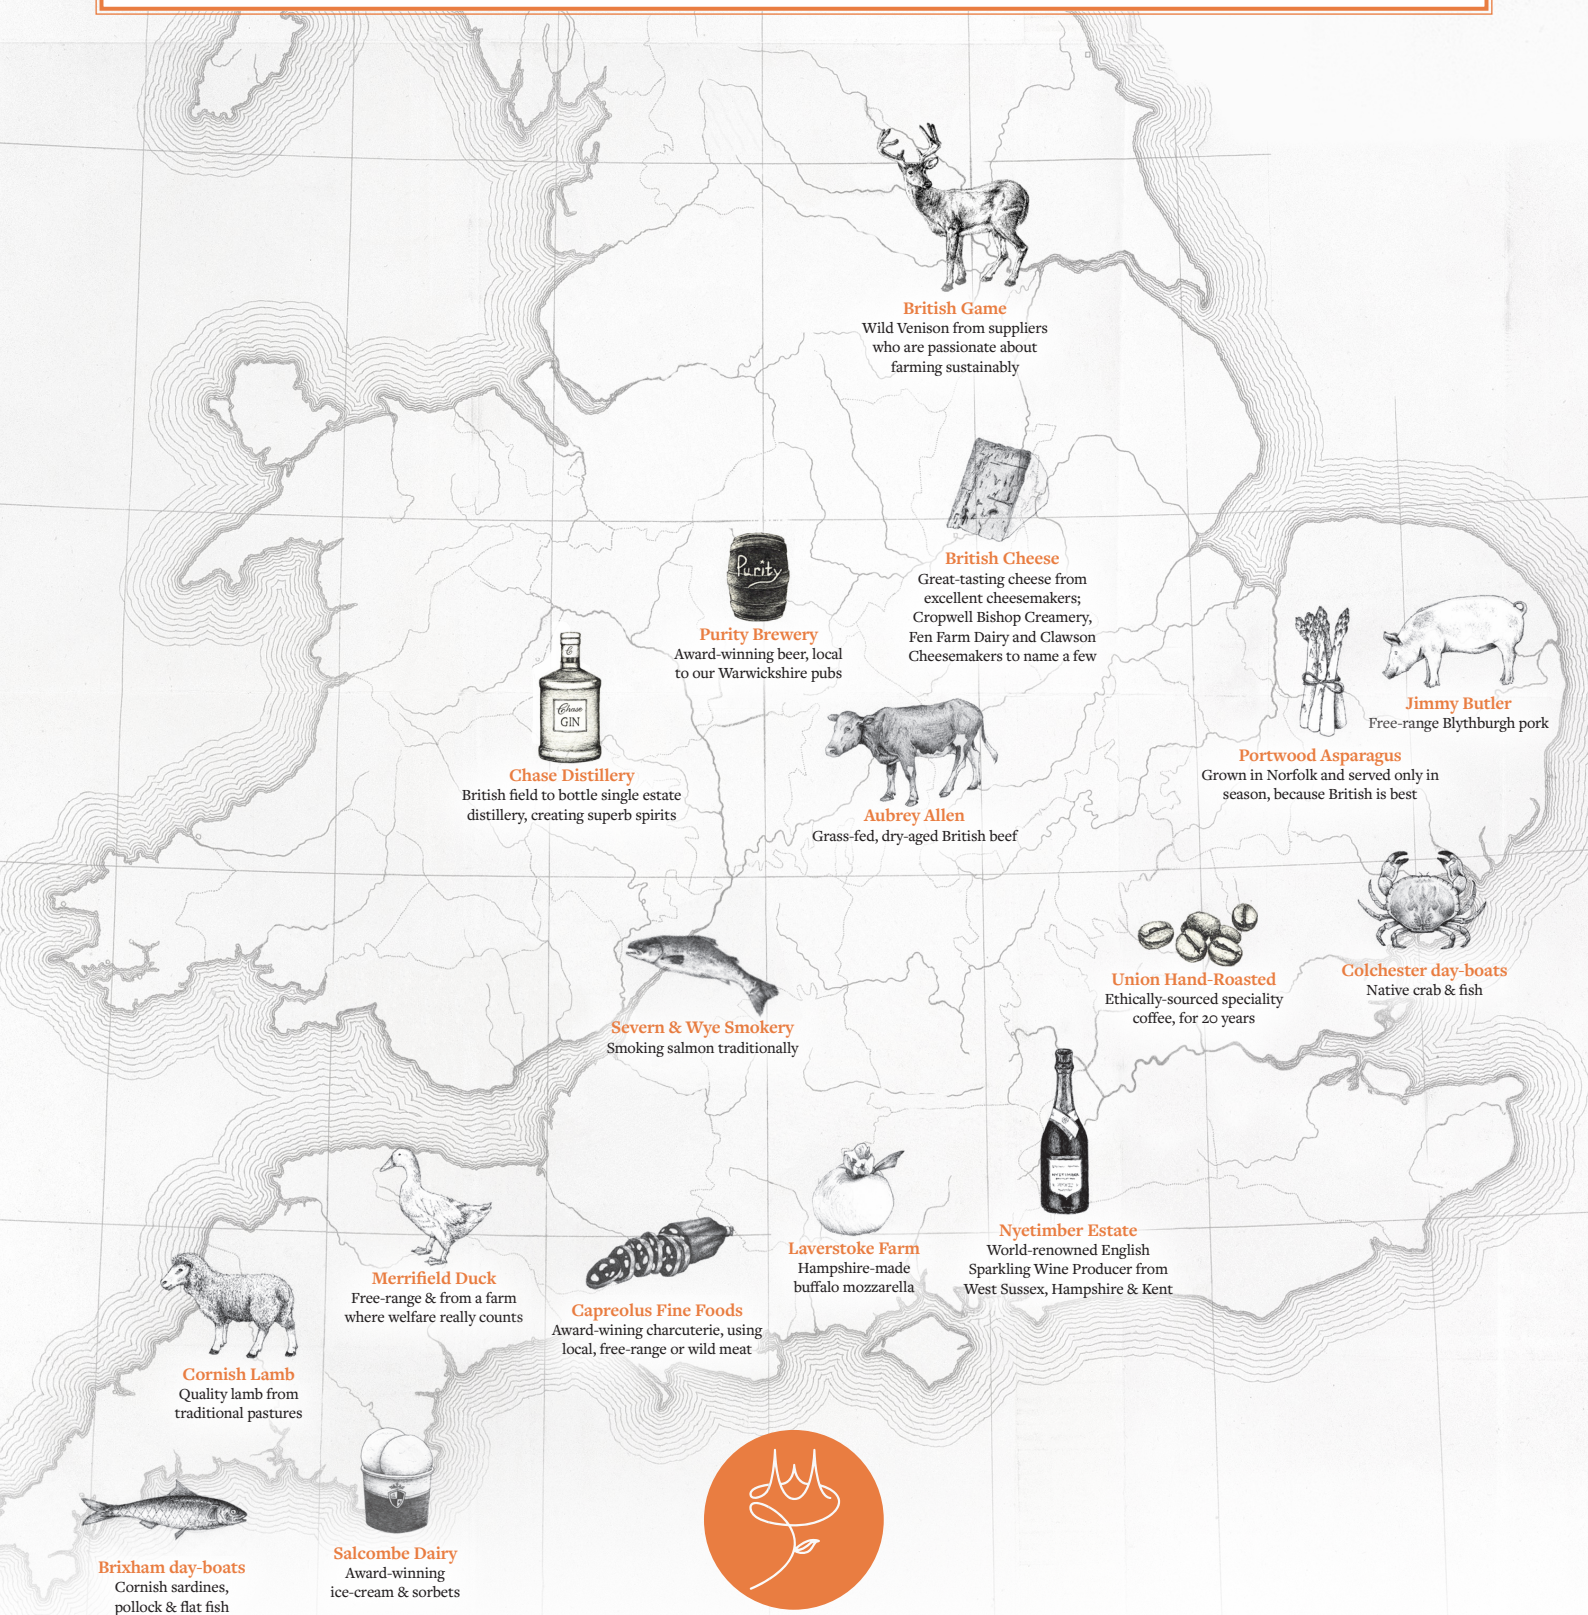 British Game
Wild Venison from suppliers
who are passionate about
farming sustainably
Purity
Purity Brewery
Award-winning beer, local
to our Warwickshire pubs
British Cheese
Great-tasting cheese from
excellent cheesemakers;
Cropwell Bishop Creamery,
Fen Farm Dairy and Clawson
Cheesemakers to name a few
Jimmy Butler
Free-range Blythburgh pork
Portwood Asparagus
Grown in Norfolk and served only in
season, because British is best
Chase
GIN
Chase Distillery
British field to bottle single estate
distillery, creating superb spirits
Aubrey Allen
Grass-fed, dry-aged British beef
Union Hand-Roasted
Ethically-sourced speciality
coffee, for 20 years
Colchester day-boats
Native crab & fish
Severn & Wye Smokery
Smoking salmon traditionally
Nyetimber Estate
World-renowned English
Sparkling Wine Producer from
West Sussex, Hampshire & Kent
Laverstoke Farm
Hampshire-made
buffalo mozzarella
Merrifield Duck
Free-range & from a farm
where welfare really counts
Capreolus Fine Foods
Award-wining charcuterie, using
local, free-range or wild meat
Cornish Lamb
Quality lamb from
traditional pastures
Salcombe Dairy
Award-winning
ice-cream & sorbets
Brixham day-boats
Cornish sardines,
pollock & flat fish